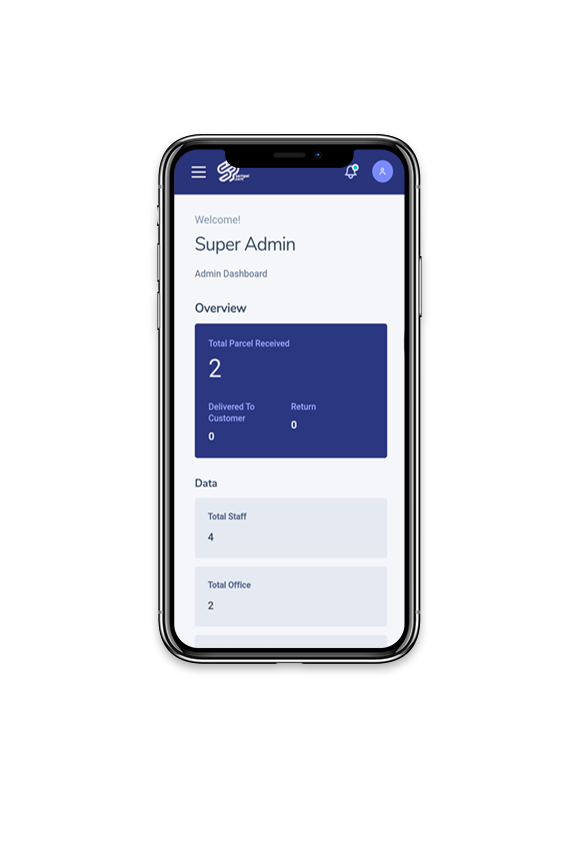 Welcome!
Super Admin
Admin Dashboard
Overview
Total Parcel Received
2
Delivered To
Customer
0
Return
0
Data
Total Staff
4
Total Office
2